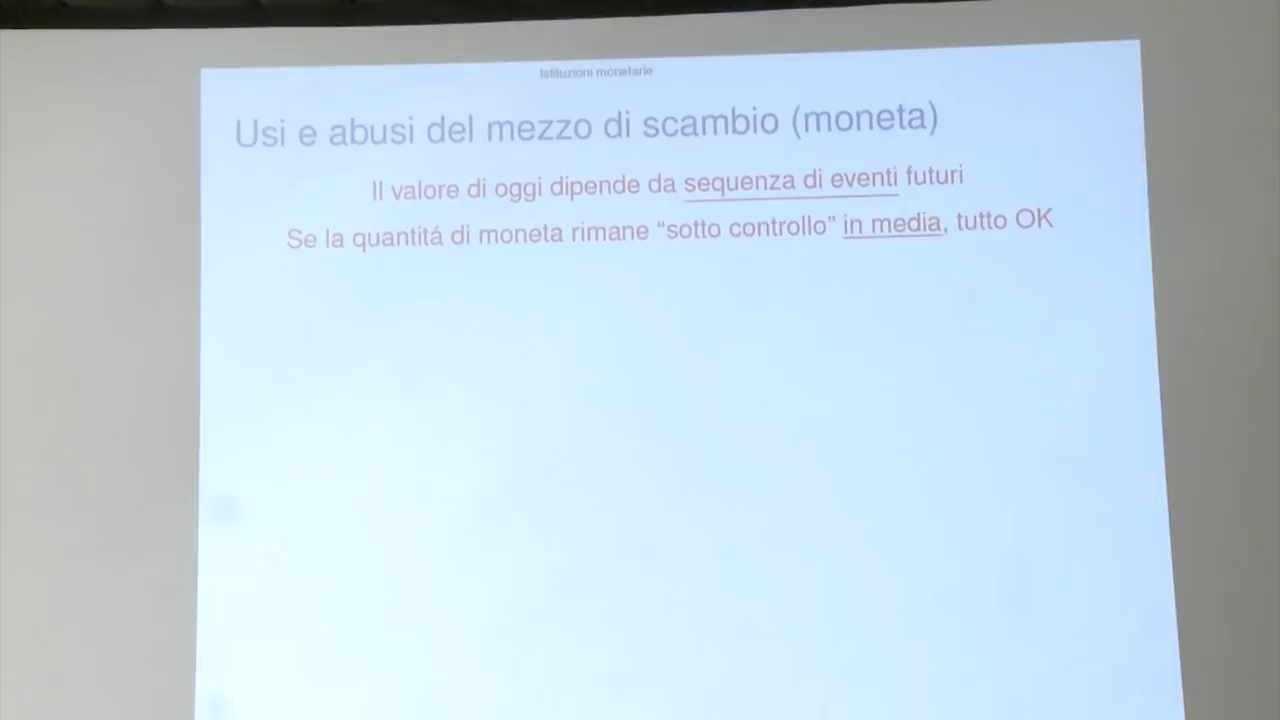 Istituzioni monetarie
Usi e abusi del mezzo di scambio (moneta)
Il valore di oggi dipende da sequenza di eventi futuri
Se la quantitá di moneta rimane “sotto controllo” in media, tutto OK